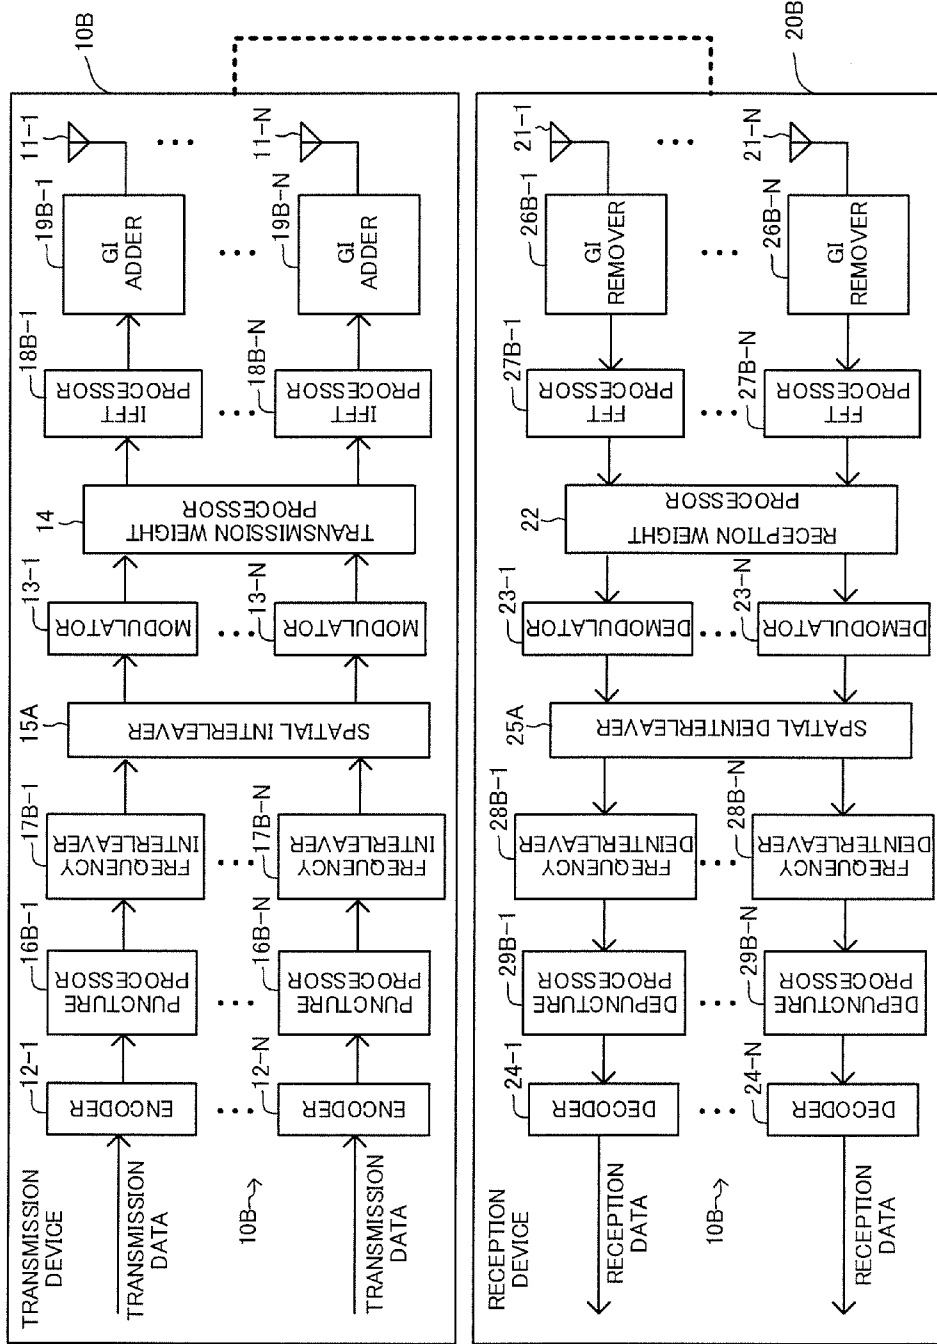 TRANSMISSION
DEVICE
10B
TRANSMISSION
DATA
12-1
ENCODER
16B-1
PUNCTURE
PROCESSOR
17B-1
FREQUENCY
INTERLEAVER
15A
SPATIAL INTERLEAVER
13-1
MODULATOR
14
TRANSMISSION WEIGHT
PROCESSOR
18B-1
IFFT
PROCESSOR
19B-1
GI
ADDER
11-1
10B
TRANSMISSION
DATA
12-N
ENCODER
16B-N
PUNCTURE
PROCESSOR
17B-N
FREQUENCY
INTERLEAVER
13-N
MODULATOR
18B-N
IFFT
PROCESSOR
19B-N
GI
ADDER
11-N
RECEPTION
DEVICE
20B
RECEPTION
DATA
24-1
DECODER
29B-1
DEPUNCTURE
PROCESSOR
28B-1
FREQUENCY
DEINTERLEAVER
25A
SPATIAL DEINTERLEAVER
23-1
DEMODULATOR
22
RECEPTION WEIGHT
PROCESSOR
27B-1
FFT
PROCESSOR
26B-1
GI
REMOVER
21-1
10B
RECEPTION
DATA
24-N
DECODER
29B-N
DEPUNCTURE
PROCESSOR
28B-N
FREQUENCY
DEINTERLEAVER
23-N
DEMODULATOR
27B-N
FFT
PROCESSOR
26B-N
GI
REMOVER
21-N